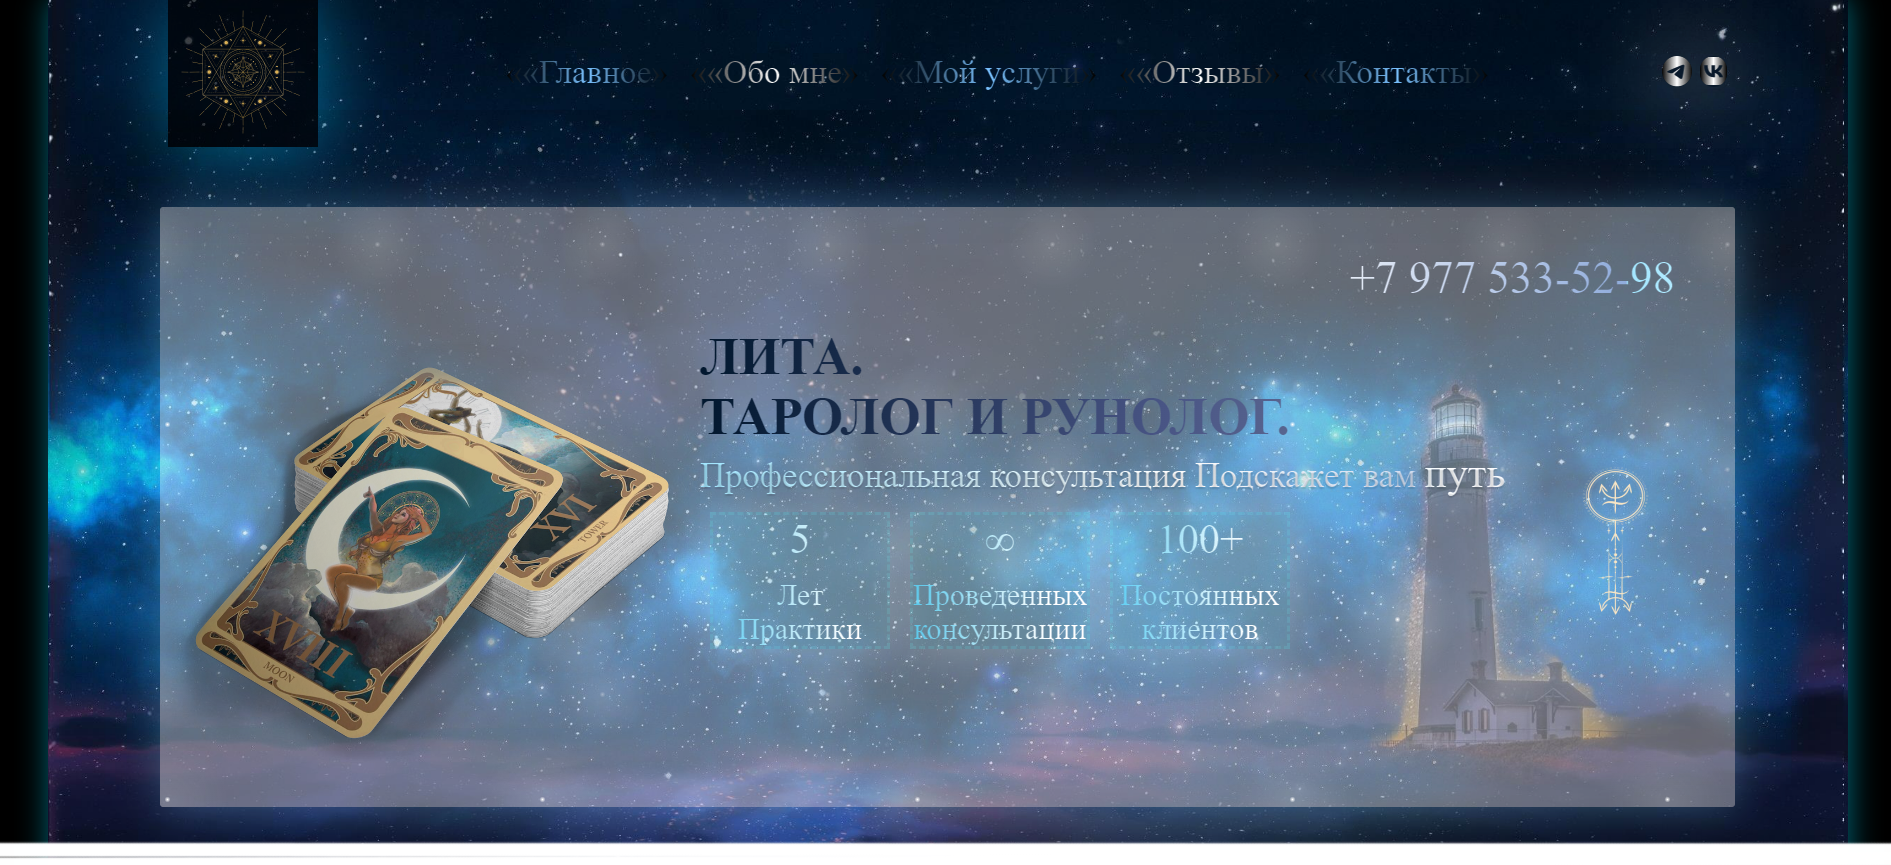 «Главное»
«Обо мне»
«Мой услуги»
«Отзывы»
«Контакты»
+7 977 533-52-98
ЛИТА.
ТАРОЛОГ И РУНОЛОГ.
Профессиональная консультация Подскажет вам путь
5
Лет
Практики
∞
Проведенных
консультации
100+
Постоянных
клиентов
XVI
TOWER
XVIII
MOON